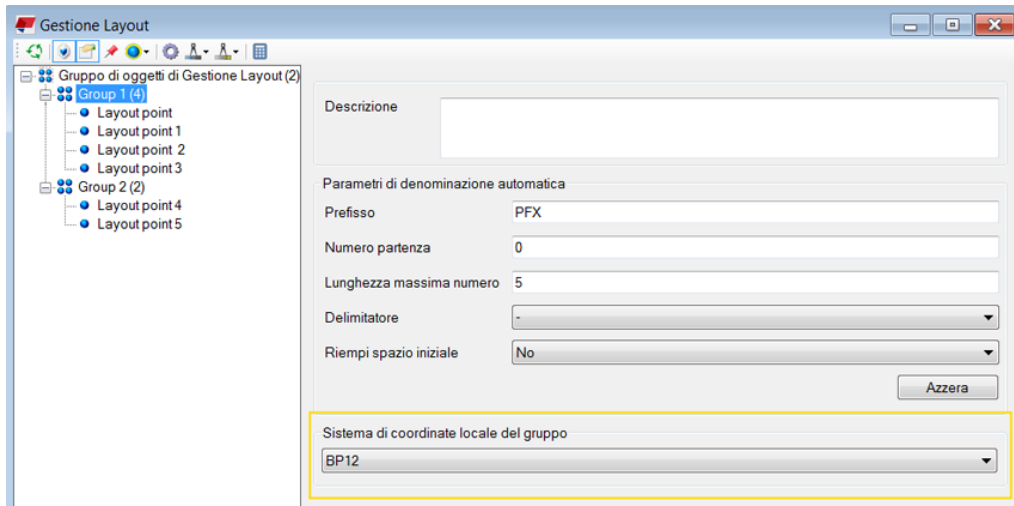 Gestione Layout
Gruppo di oggetti di Gestione Layout (2)
Group 1 (4)
Layout point
Layout point 1
Layout point 2
Layout point 3
Group 2 (2)
Layout point 4
Layout point 5
Descrizione
Parametri di denominazione automatica
Prefisso PFX
Numero partenza 0
Lunghezza massima numero 5
Delimitatore -
Riempi spazio iniziale No
Azzera
Sistema di coordinate locale del gruppo
BP12